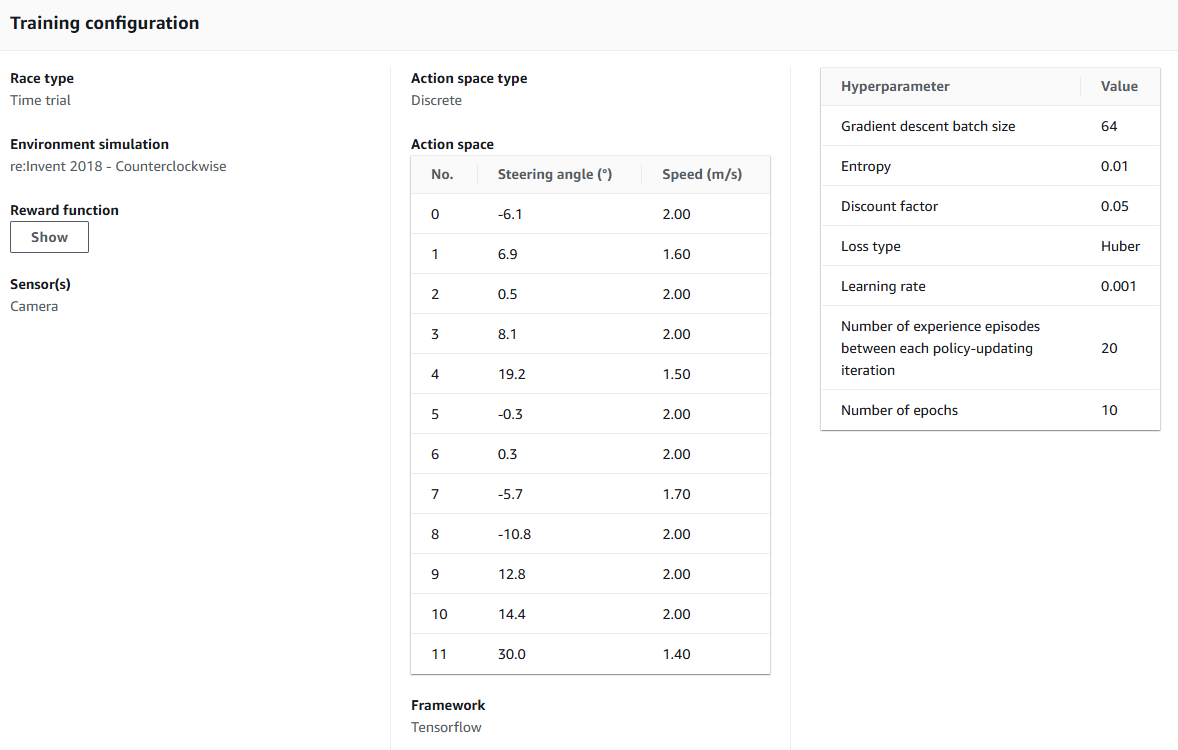 Training configuration
Race type
Time trial
Environment simulation
re:Invent 2018 - Counterclockwise
Reward function
Show
Sensor(s)
Camera
Action space type
Discrete
Action space
No. Steering angle (°) Speed (m/s)
0 -6.1 2.00
1 6.9 1.60
2 0.5 2.00
3 8.1 2.00
4 19.2 1.50
5 -0.3 2.00
6 0.3 2.00
7 -5.7 1.70
8 -10.8 2.00
9 12.8 2.00
10 14.4 2.00
11 30.0 1.40
Framework
Tensorflow
Hyperparameter Value
Gradient descent batch size 64
Entropy 0.01
Discount factor 0.05
Loss type Huber
Learning rate 0.001
Number of experience episodes
between each policy-updating 20
iteration
Number of epochs 10